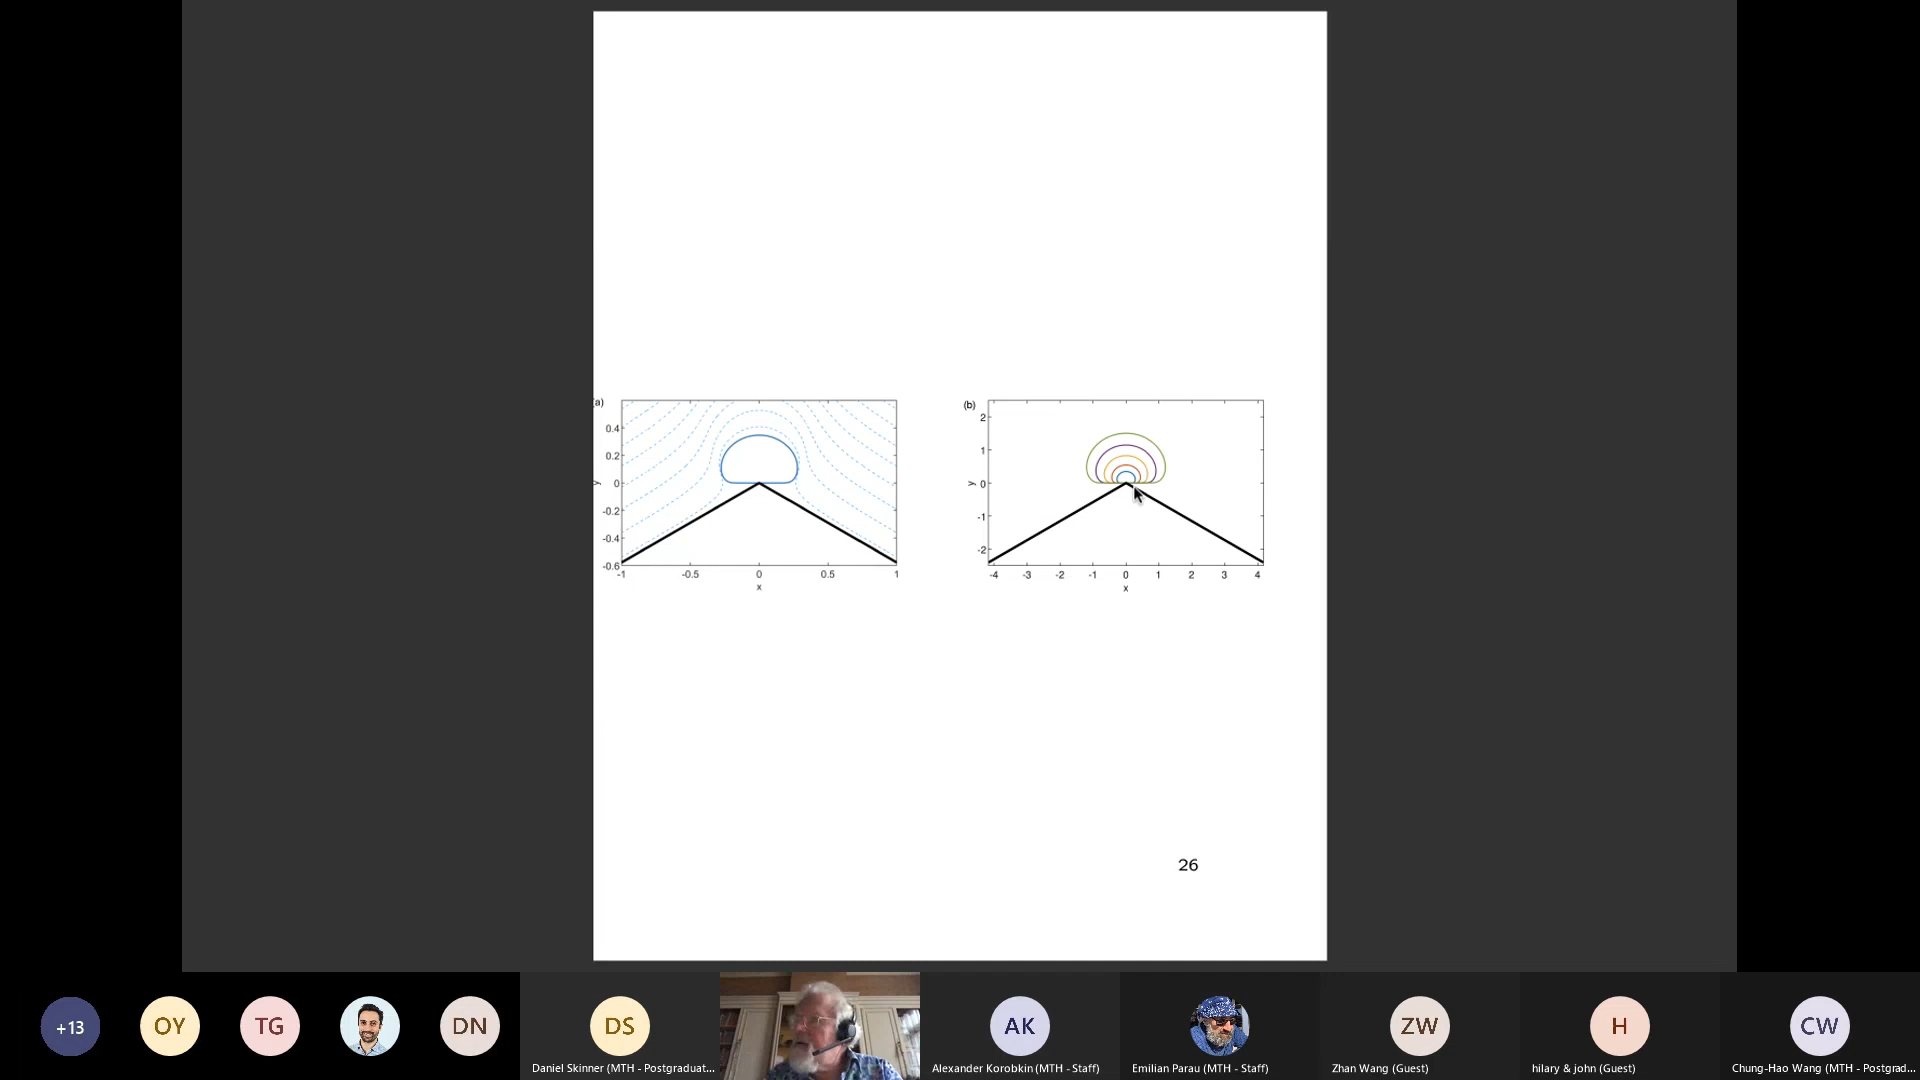 (a)
0.4
0.2
0
-0.2
-0.4
-0.6
y
-1
-0.5
0
0.5
1
x
(b)
2
1
0
-1
-2
y
-4
-3
-2
-1
0
1
2
3
4
x
26
+13
OY
TG
DN
DS
Daniel Skinner (MTH - Postgraduat...
AK
Alexander Korobkin (MTH - Staff)
Emilian Parau (MTH - Staff)
ZW
Zhan Wang (Guest)
H
hilary & john (Guest)
CW
Chung-Hao Wang (MTH - Postgrad...